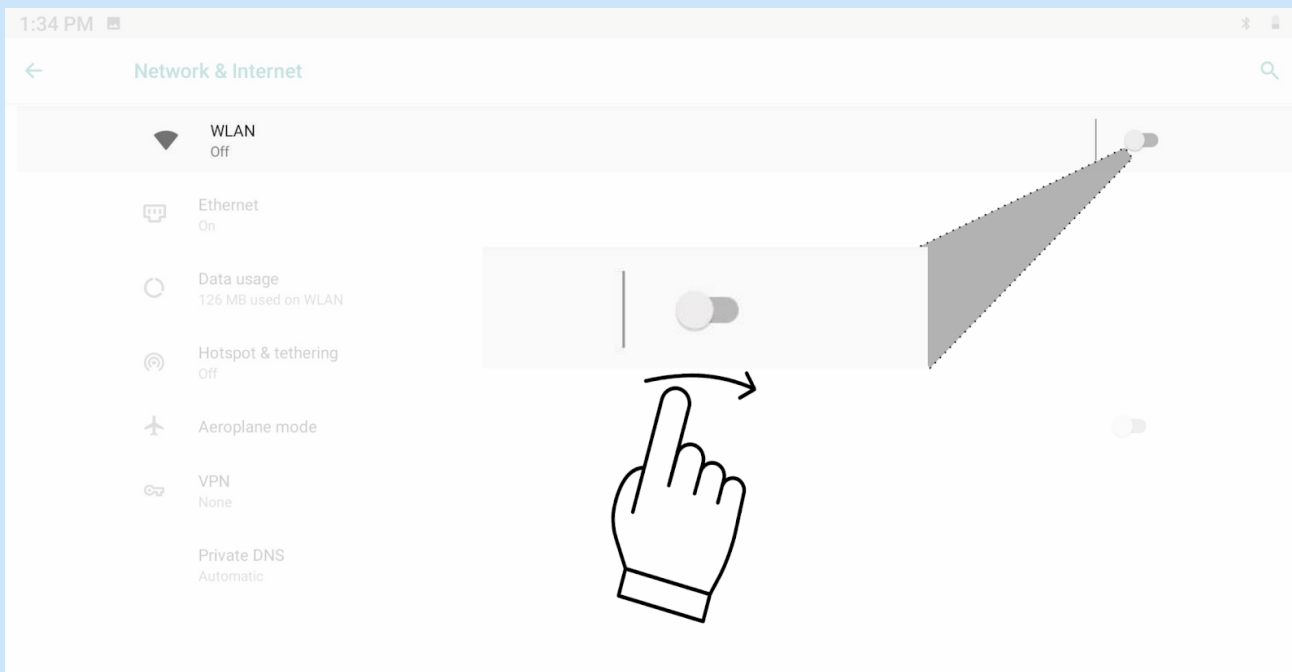 1:34 PM
Network & Internet
WLAN
Off
Ethernet
On
Data usage
126 MB used on WLAN
Hotspot & tethering
Off
Aeroplane mode
VPN
None
Private DNS
Automatic